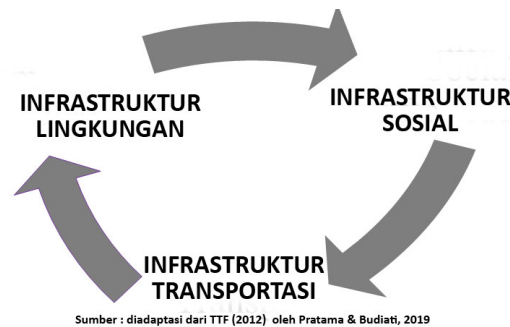 INFRASTRUKTUR
LINGKUNGAN
INFRASTRUKTUR
SOSIAL
INFRASTRUKTUR
TRANSPORTASI
Sumber : diadaptasi dari TTF (2012) oleh Pratama & Budiati, 2019